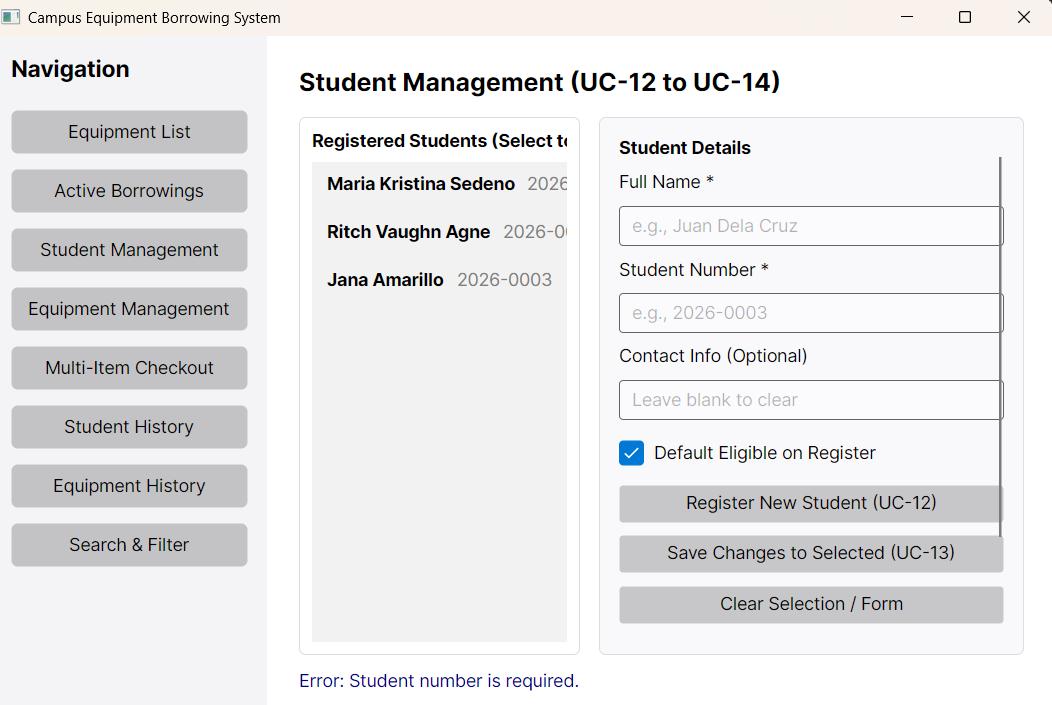 Campus Equipment Borrowing System
Navigation
Equipment List
Active Borrowings
Student Management
Equipment Management
Multi-Item Checkout
Student History
Equipment History
Search & Filter
Student Management (UC-12 to UC-14)
Registered Students (Select
Maria Kristina Sedeno 2026
Ritch Vaughn Agne 2026-0
Jana Amarillo 2026-0003
Student Details
Full Name *
e.g., Juan Dela Cruz
Student Number *
e.g., 2026-0003
Contact Info (Optional)
Leave blank to clear
Default Eligible on Register
Register New Student (UC-12)
Save Changes to Selected (UC-13)
Clear Selection / Form
Error: Student number is required.